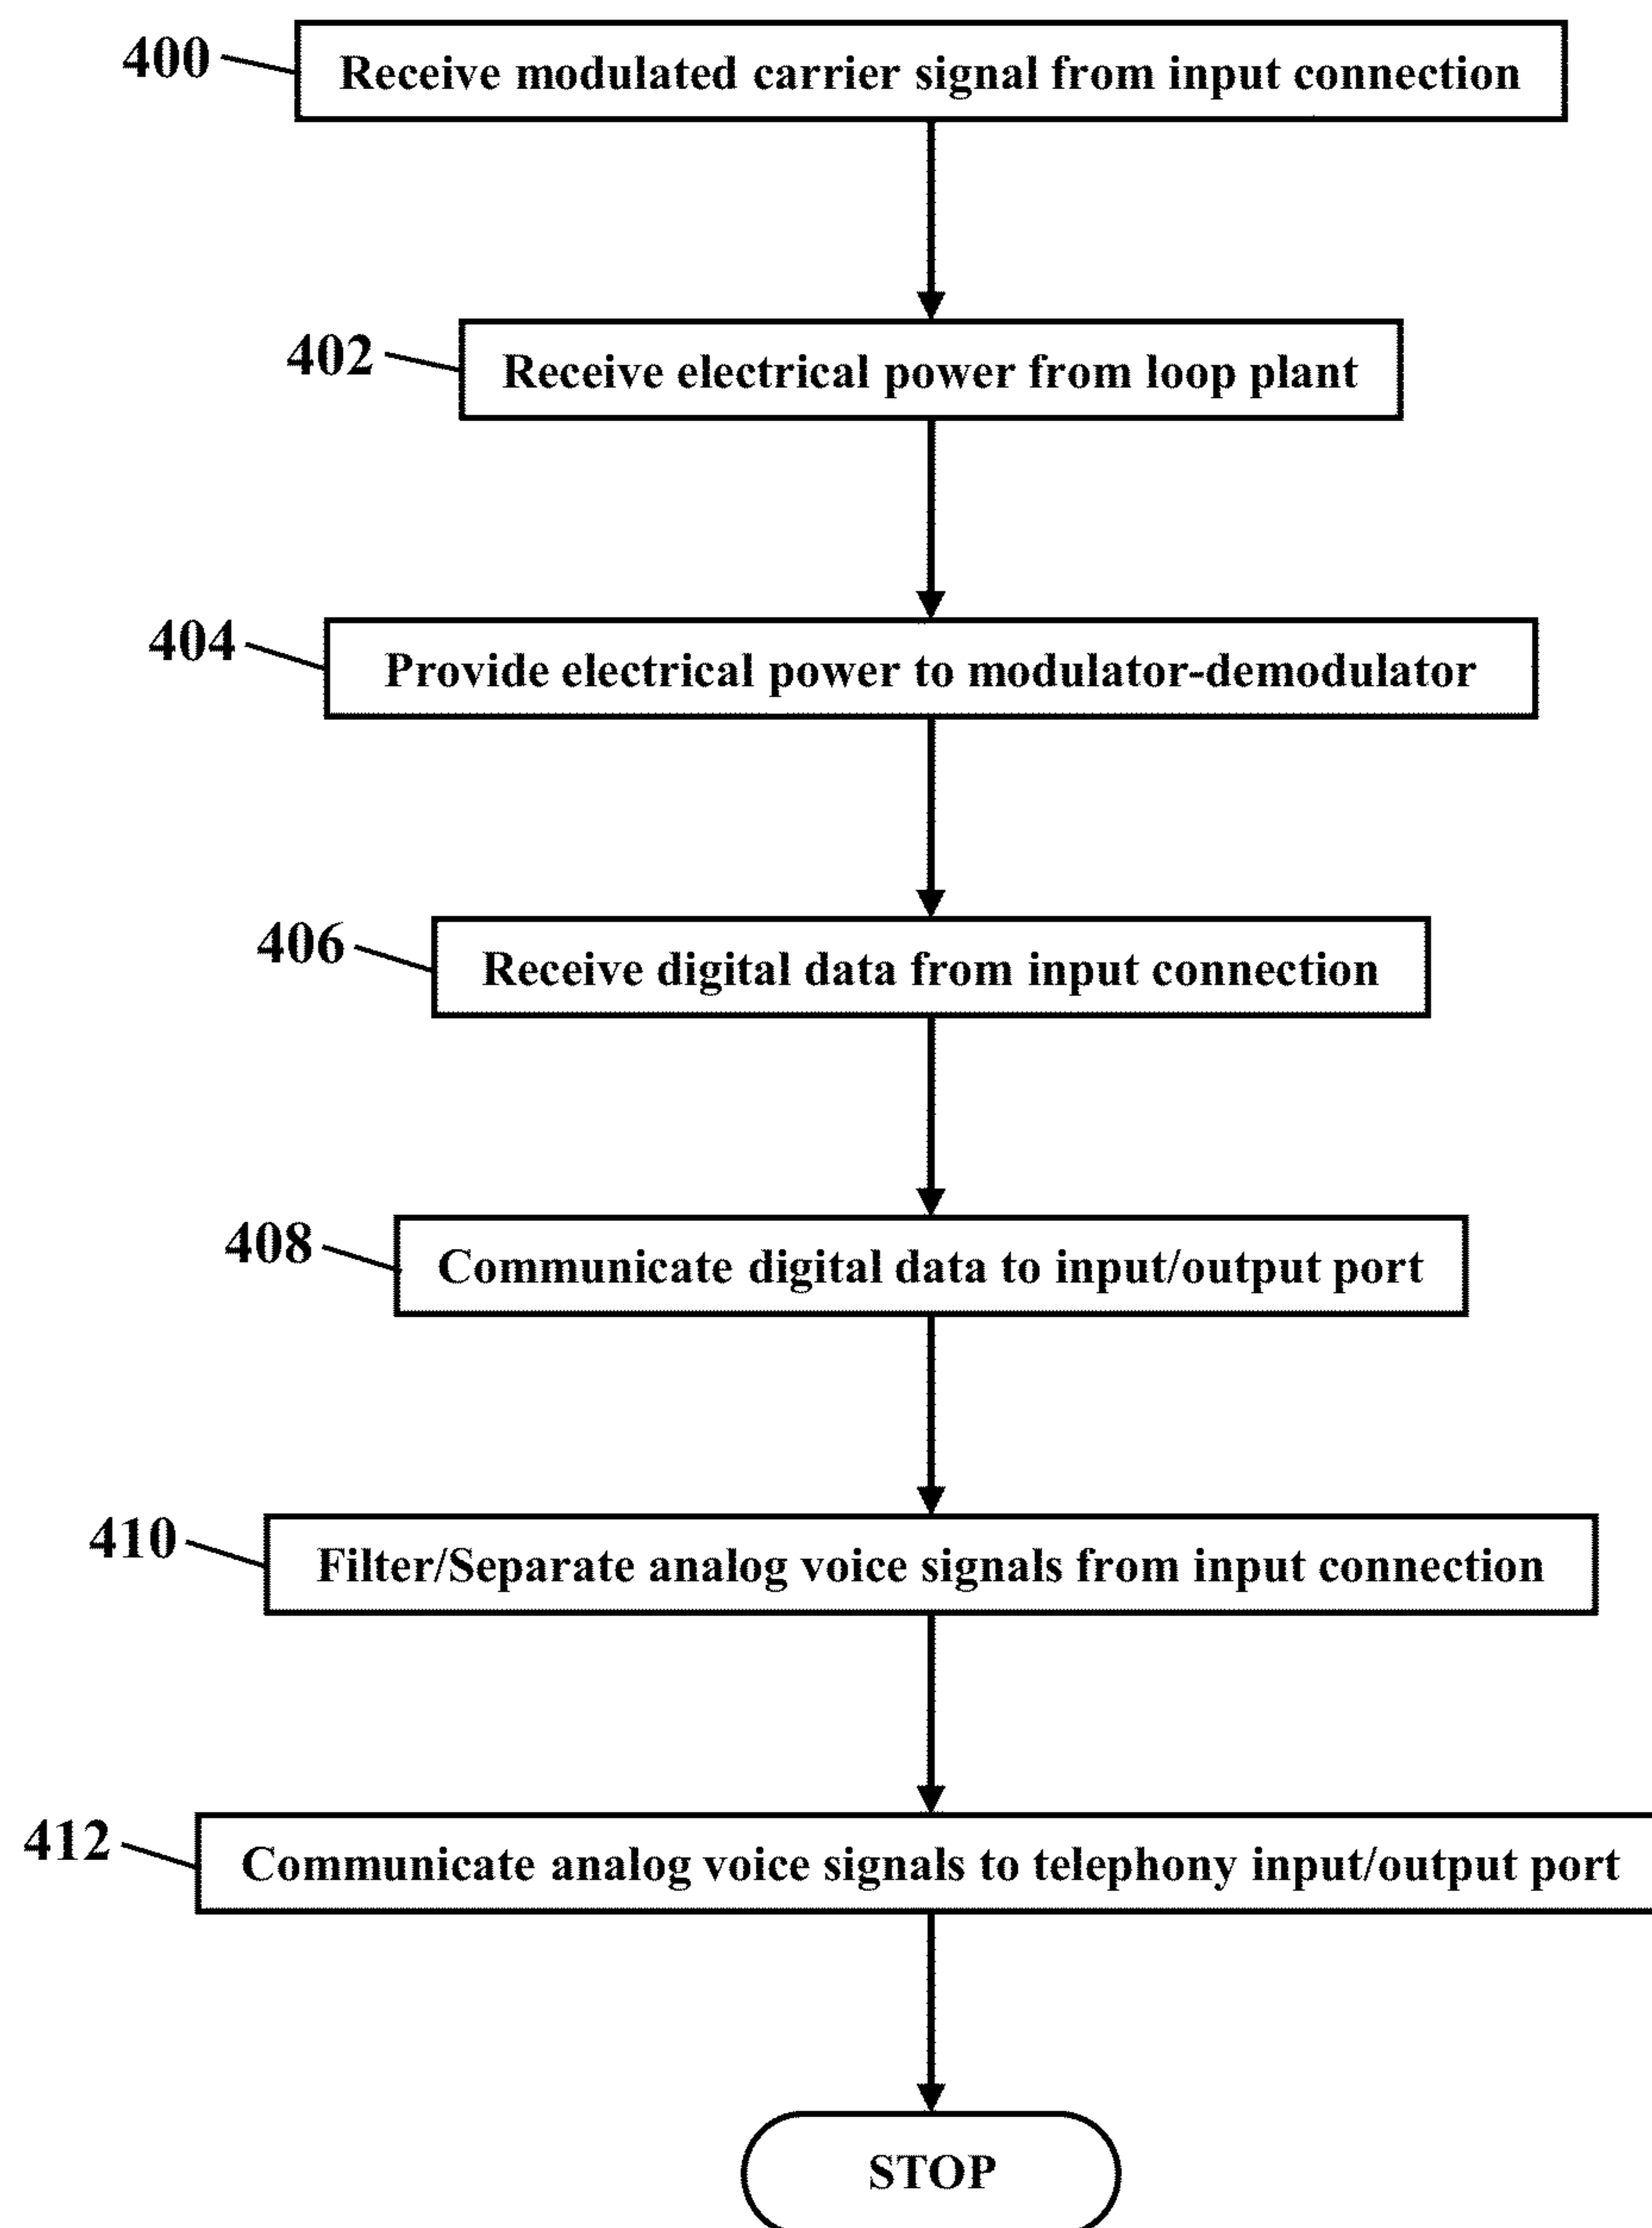 400
Receive modulated carrier signal from input connection
402
Receive electrical power from loop plant
404
Provide electrical power to modulator-demodulator
406
Receive digital data from input connection
408
Communicate digital data to input/output port
410
Filter/Separate analog voice signals from input connection
412
Communicate analog voice signals to telephony input/output port
STOP